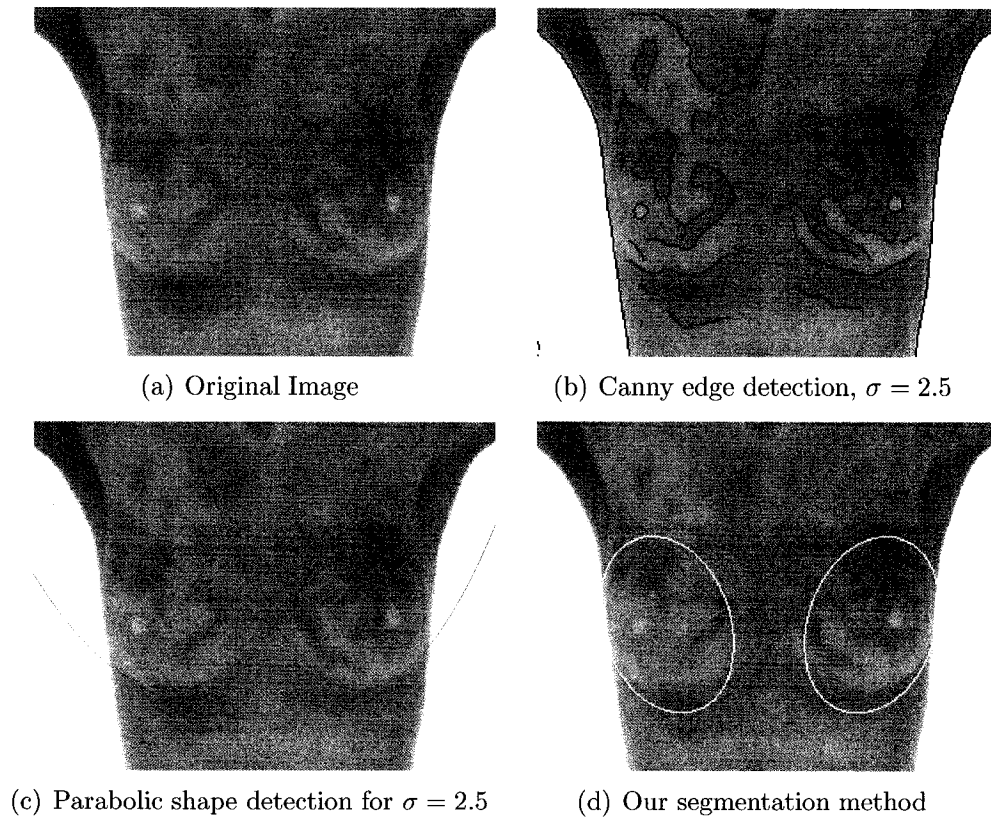 (a) Original Image
(b) Canny edge detection, σ = 2.5
(c) Parabolic shape detection for σ = 2.5
(d) Our segmentation method